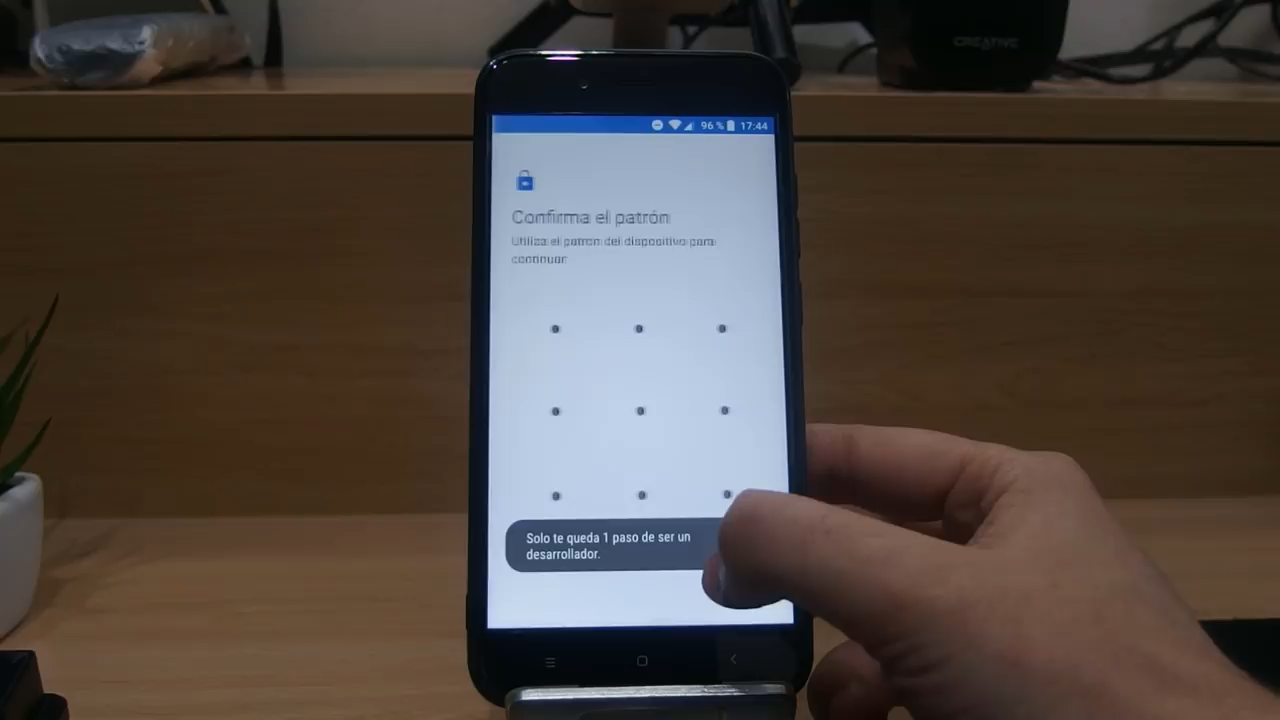 CREATIVE
96 % 17:44
Confirma el patrón
Utiliza el patrón del dispositivo para
continuar
Solo te queda 1 paso de ser un
desarrollador.